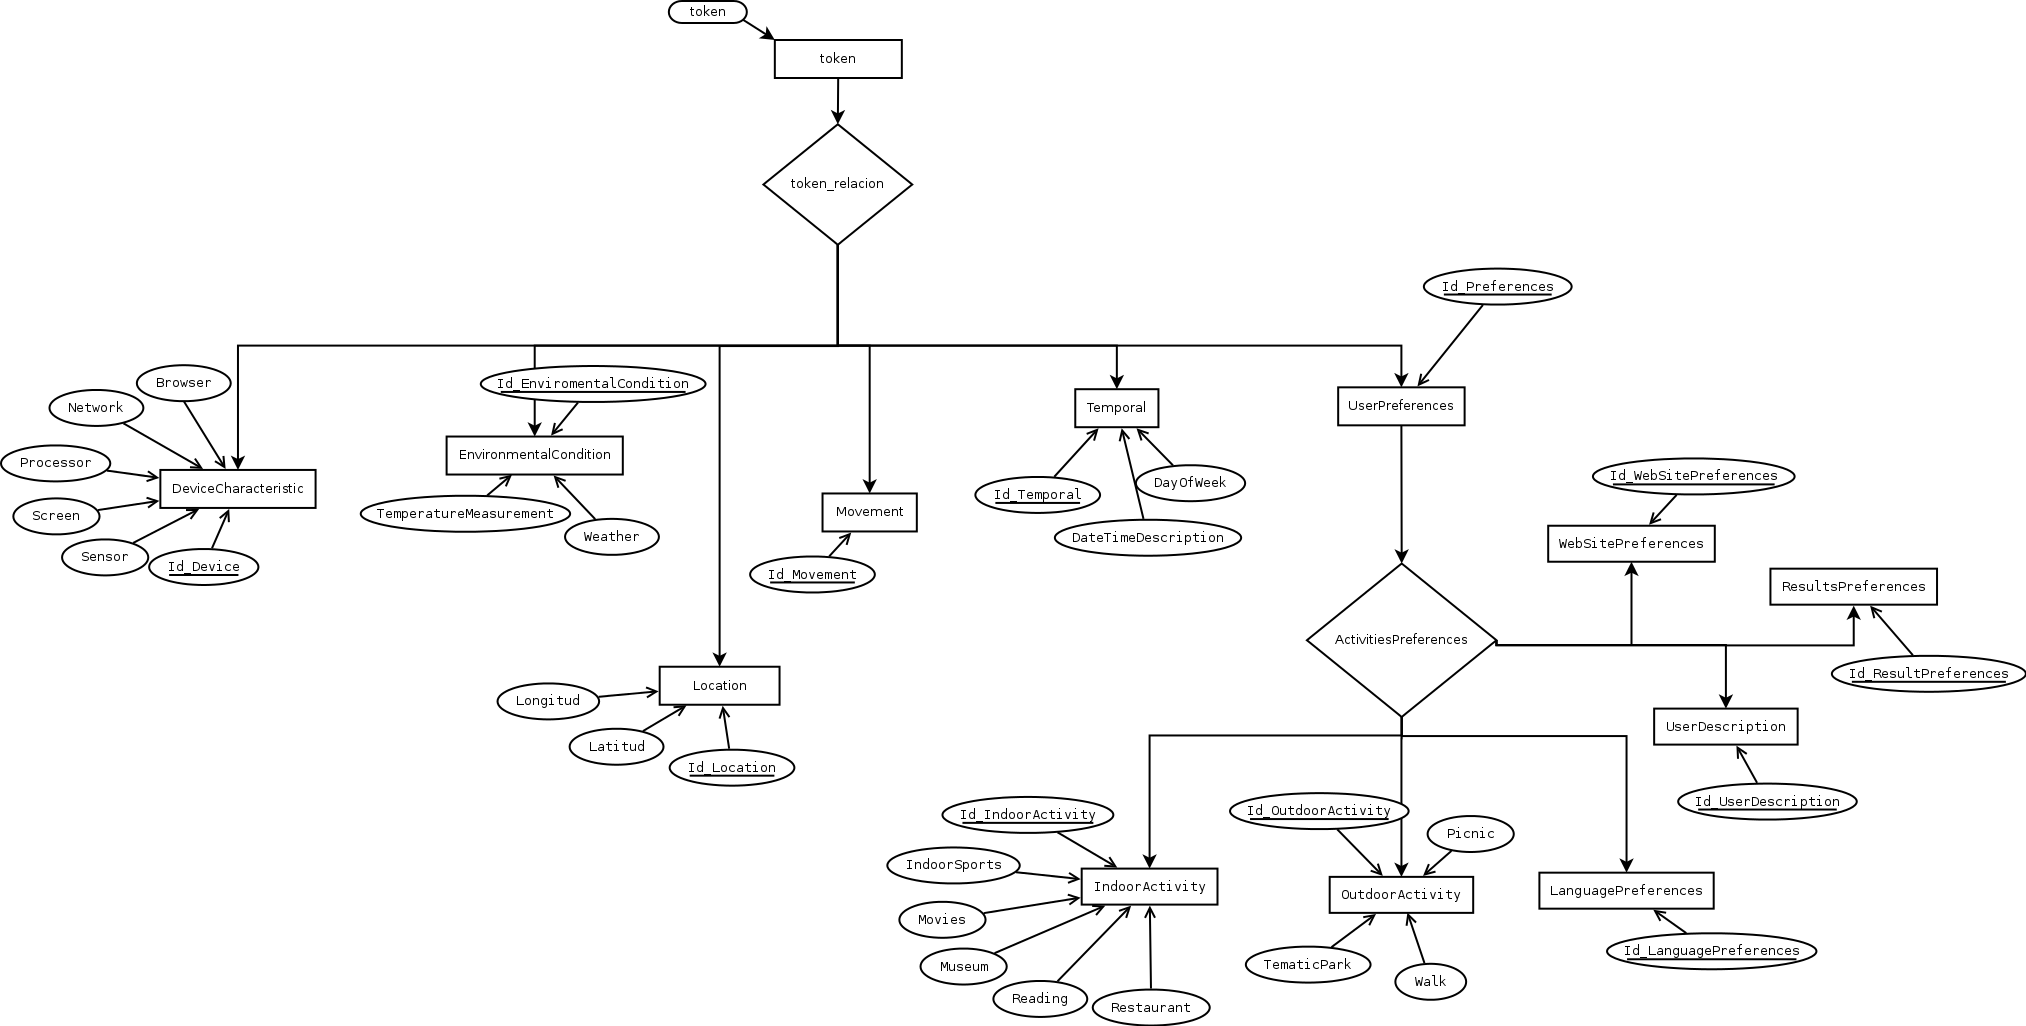 token
token
token_relacion
Id_Preferences
Browser
Id_EnviromentalCondition
Network
Temporal
UserPreferences
EnvironmentalCondition
Processor
DeviceCharacteristic
Id_WebSitePreferences
DayOfWeek
Id_Temporal
Screen
TemperatureMeasurement
Movement
Weather
DateTimeDescription
WebSitePreferences
Sensor
Id_Device
Id_Movement
ResultsPreferences
ActivitiesPreferences
Id_ResultPreferences
Location
Longitud
UserDescription
Latitud
Id_Location
Id_UserDescription
Id_IndoorActivity
Id_OutdoorActivity
Picnic
IndoorSports
IndoorActivity
OutdoorActivity
LanguagePreferences
Movies
Id_LanguagePreferences
Museum
TematicPark
Walk
Reading
Restaurant